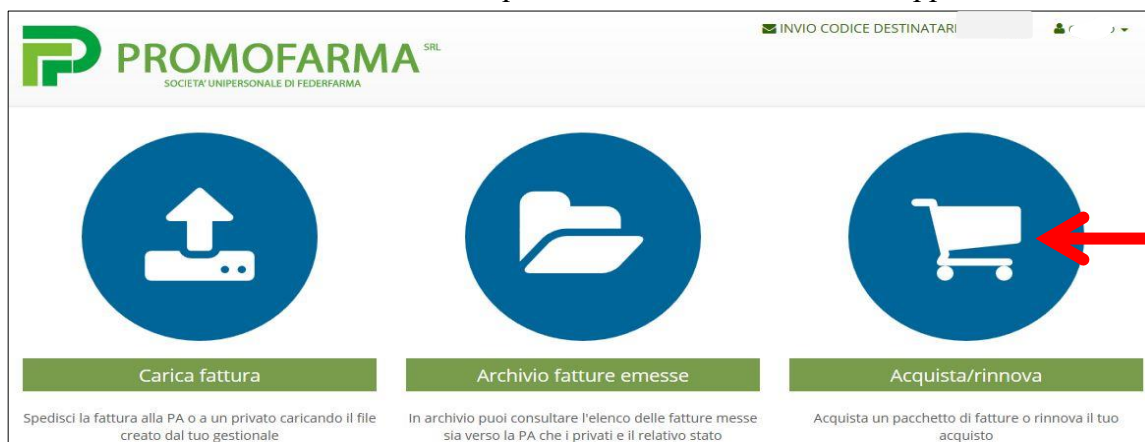 INVIO CODICE DESTINATARI
PROMOFARMA SRL
SOCIETA' UNIPERSONALE DI FEDERFARMA
Carica fattura
Archivio fatture emesse
Acquista/rinnova
Spedisci la fattura alla PA o a un privato caricando il file
creato dal tuo gestionale
In archivio puoi consultare l'elenco delle fatture messe
sia verso la PA che i privati e il relativo stato
Acquista un pacchetto di fatture o rinnova il tuo
acquisto